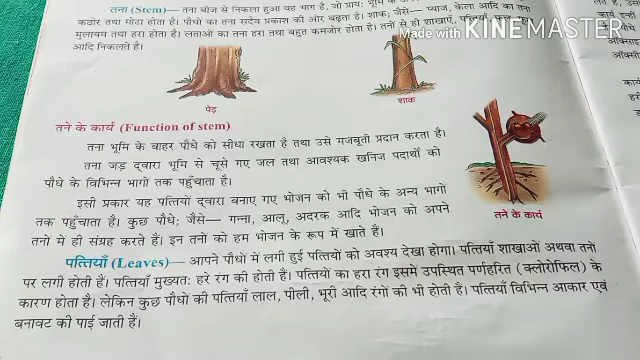 तना (Stem)— तना बीज से निकला हुआ वह भाग है, जो प्राय: भूमि के
कठोर तथा मोटा होता है। पौधों का तना सदैव प्रकाश की ओर बढ़ता है। शाक; जैसे— प्याज, केला आदि का तना
मुलायम तथा हरा होता है। लताओं का तना हरा तथा बहुत कमजोर होता है। तने से ही शाखाएँ, पत्तियाँ
आदि निकलते हैं।
Made with KINEMASTER
पेड़
शाक
तने के कार्य (Function of stem)
तना भूमि के बाहर पौधे को सीधा रखता है तथा उसे मजबूती प्रदान करता है।
तना जड़ द्वारा भूमि से चूसे गए जल तथा आवश्यक खनिज पदार्थों को
पौधे के विभिन्न भागों तक पहुँचाता है।
इसी प्रकार यह पत्तियों द्वारा बनाए गए भोजन को भी पौधे के अन्य भागों
तक पहुँचाता है। कुछ पौधे; जैसे— गन्ना, आलू, अदरक आदि भोजन को अपने
तनों में ही संग्रह करते हैं। इन तनों को हम भोजन के रूप में खाते हैं।
तने के कार्य
पत्तियाँ (Leaves)— आपने पौधों में लगी हुई पत्तियों को अवश्य देखा होगा। पत्तियाँ शाखाओं अथवा तनों
पर लगी होती हैं। पत्तियाँ मुख्यत: हरे रंग की होती हैं। पत्तियों का हरा रंग इसमें उपस्थित पर्णहरित (क्लोरोफिल) के
कारण होता है। लेकिन कुछ पौधों की पत्तियाँ लाल, पीली, भूरी आदि रंगों की भी होती हैं। पत्तियाँ विभिन्न आकार एवं
बनावट की पाई जाती हैं।